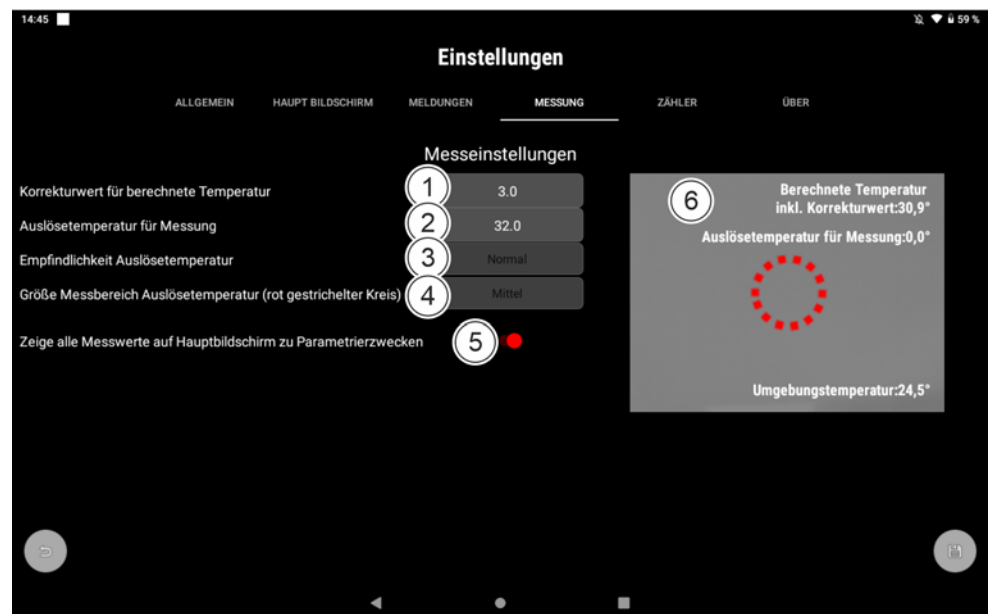 14:45
59 %
Einstellungen
ALLGEMEIN HAUPT BILDSCHIRM MELDUNGEN MESSUNG ZÄHLER ÜBER
Messeinstellungen
Korrekturwert für berechnete Temperatur 1 3.0
Auslösetemperatur für Messung 2 32.0
Empfindlichkeit Auslösetemperatur 3 Normal
Größe Messbereich Auslösetemperatur (rot gestrichelter Kreis) 4 Mittel
Zeige alle Messwerte auf Hauptbildschirm zu Parametrierzwecken 5
6
Berechnete Temperatur
inkl. Korrekturwert:30,9°
Auslösetemperatur für Messung:0,0°
Umgebungstemperatur:24,5°